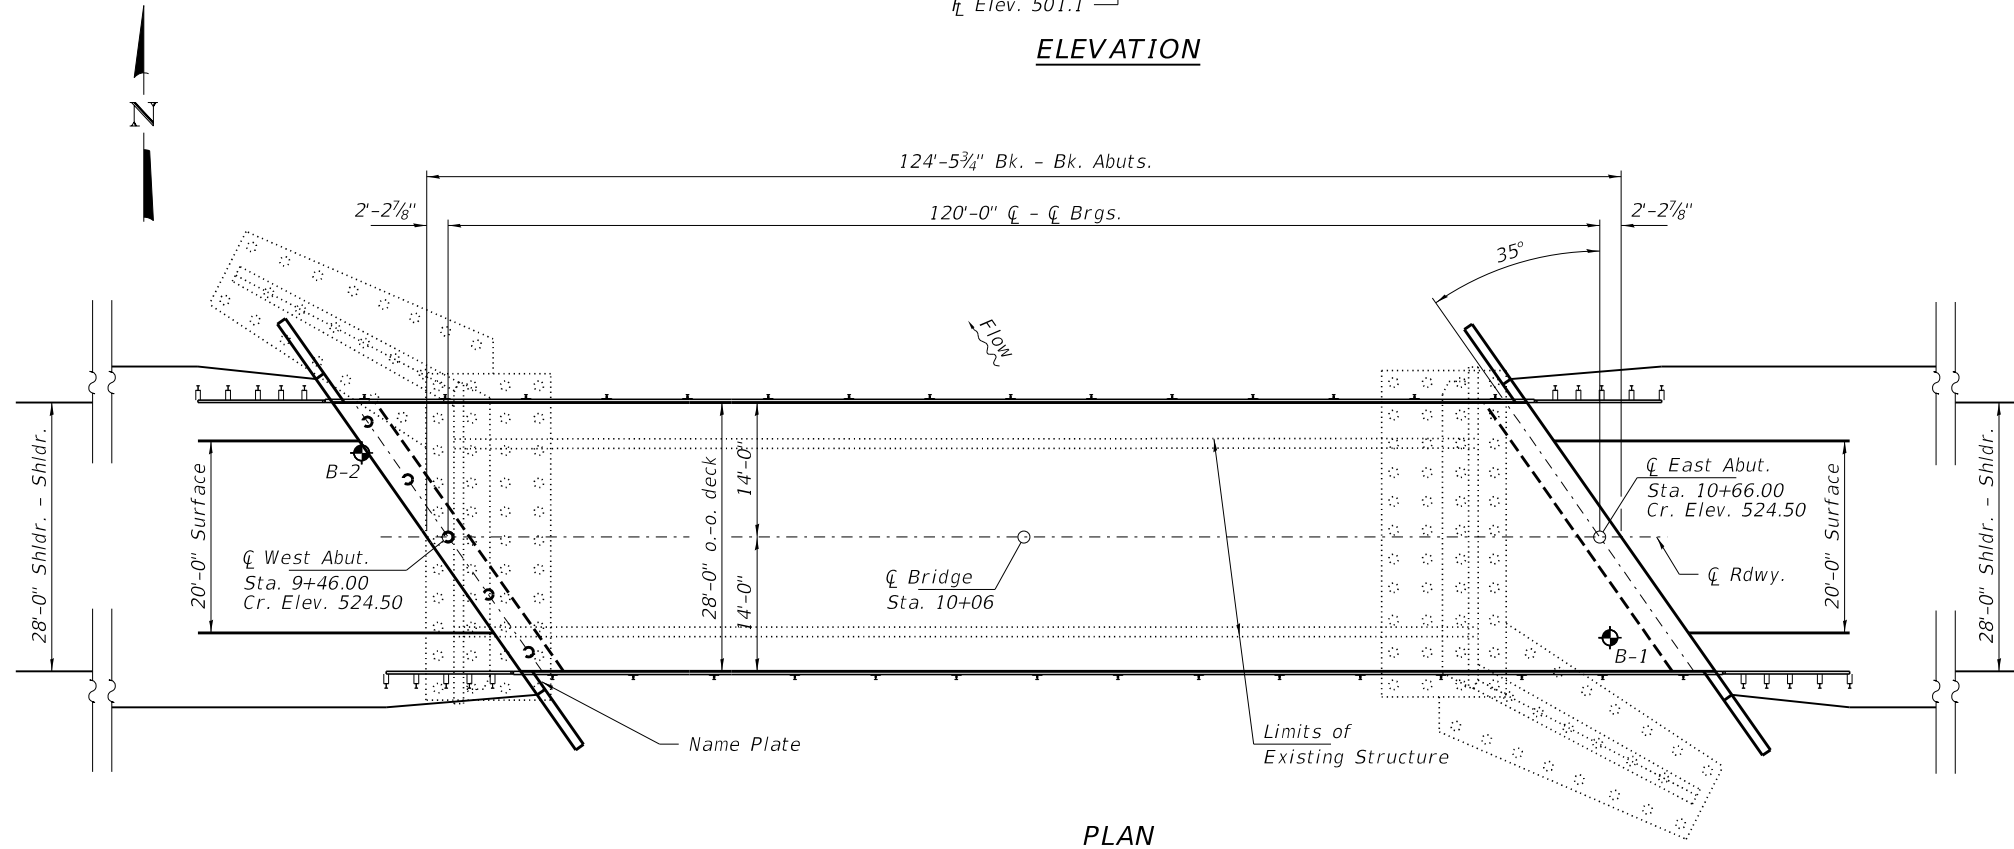 ℄ Elev. 501.1
ELEVATION
N
124'-5¾" Bk. - Bk. Abuts.
2'-2⅞"
120'-0" ℄ - ℄ Brgs.
2'-2⅞"
35°
Flow
B-2
28'-0" Shldr. - Shldr.
20'-0" Surface
℄ West Abut.
Sta. 9+46.00
Cr. Elev. 524.50
28'-0" o.-o. deck
14'-0"
14'-0"
℄ Bridge
Sta. 10+06
℄ East Abut.
Sta. 10+66.00
Cr. Elev. 524.50
℄ Rdwy.
20'-0" Surface
28'-0" Shldr. - Shldr.
B-1
Name Plate
Limits of
Existing Structure
PLAN